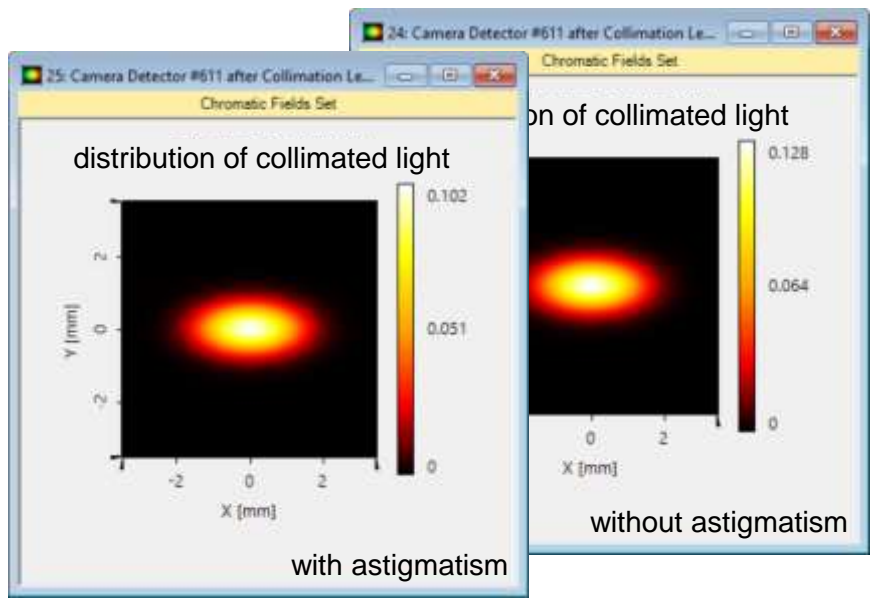 25: Camera Detector #611 after Collimation Le...
Chromatic Fields Set
distribution of collimated light
0.102
0.051
0
Y [mm]
2
0
-2
-2 0 2
X [mm]
with astigmatism
24: Camera Detector #611 after Collimation Le...
Chromatic Fields Set
on of collimated light
0.128
0.064
0
0 2
X [mm]
without astigmatism